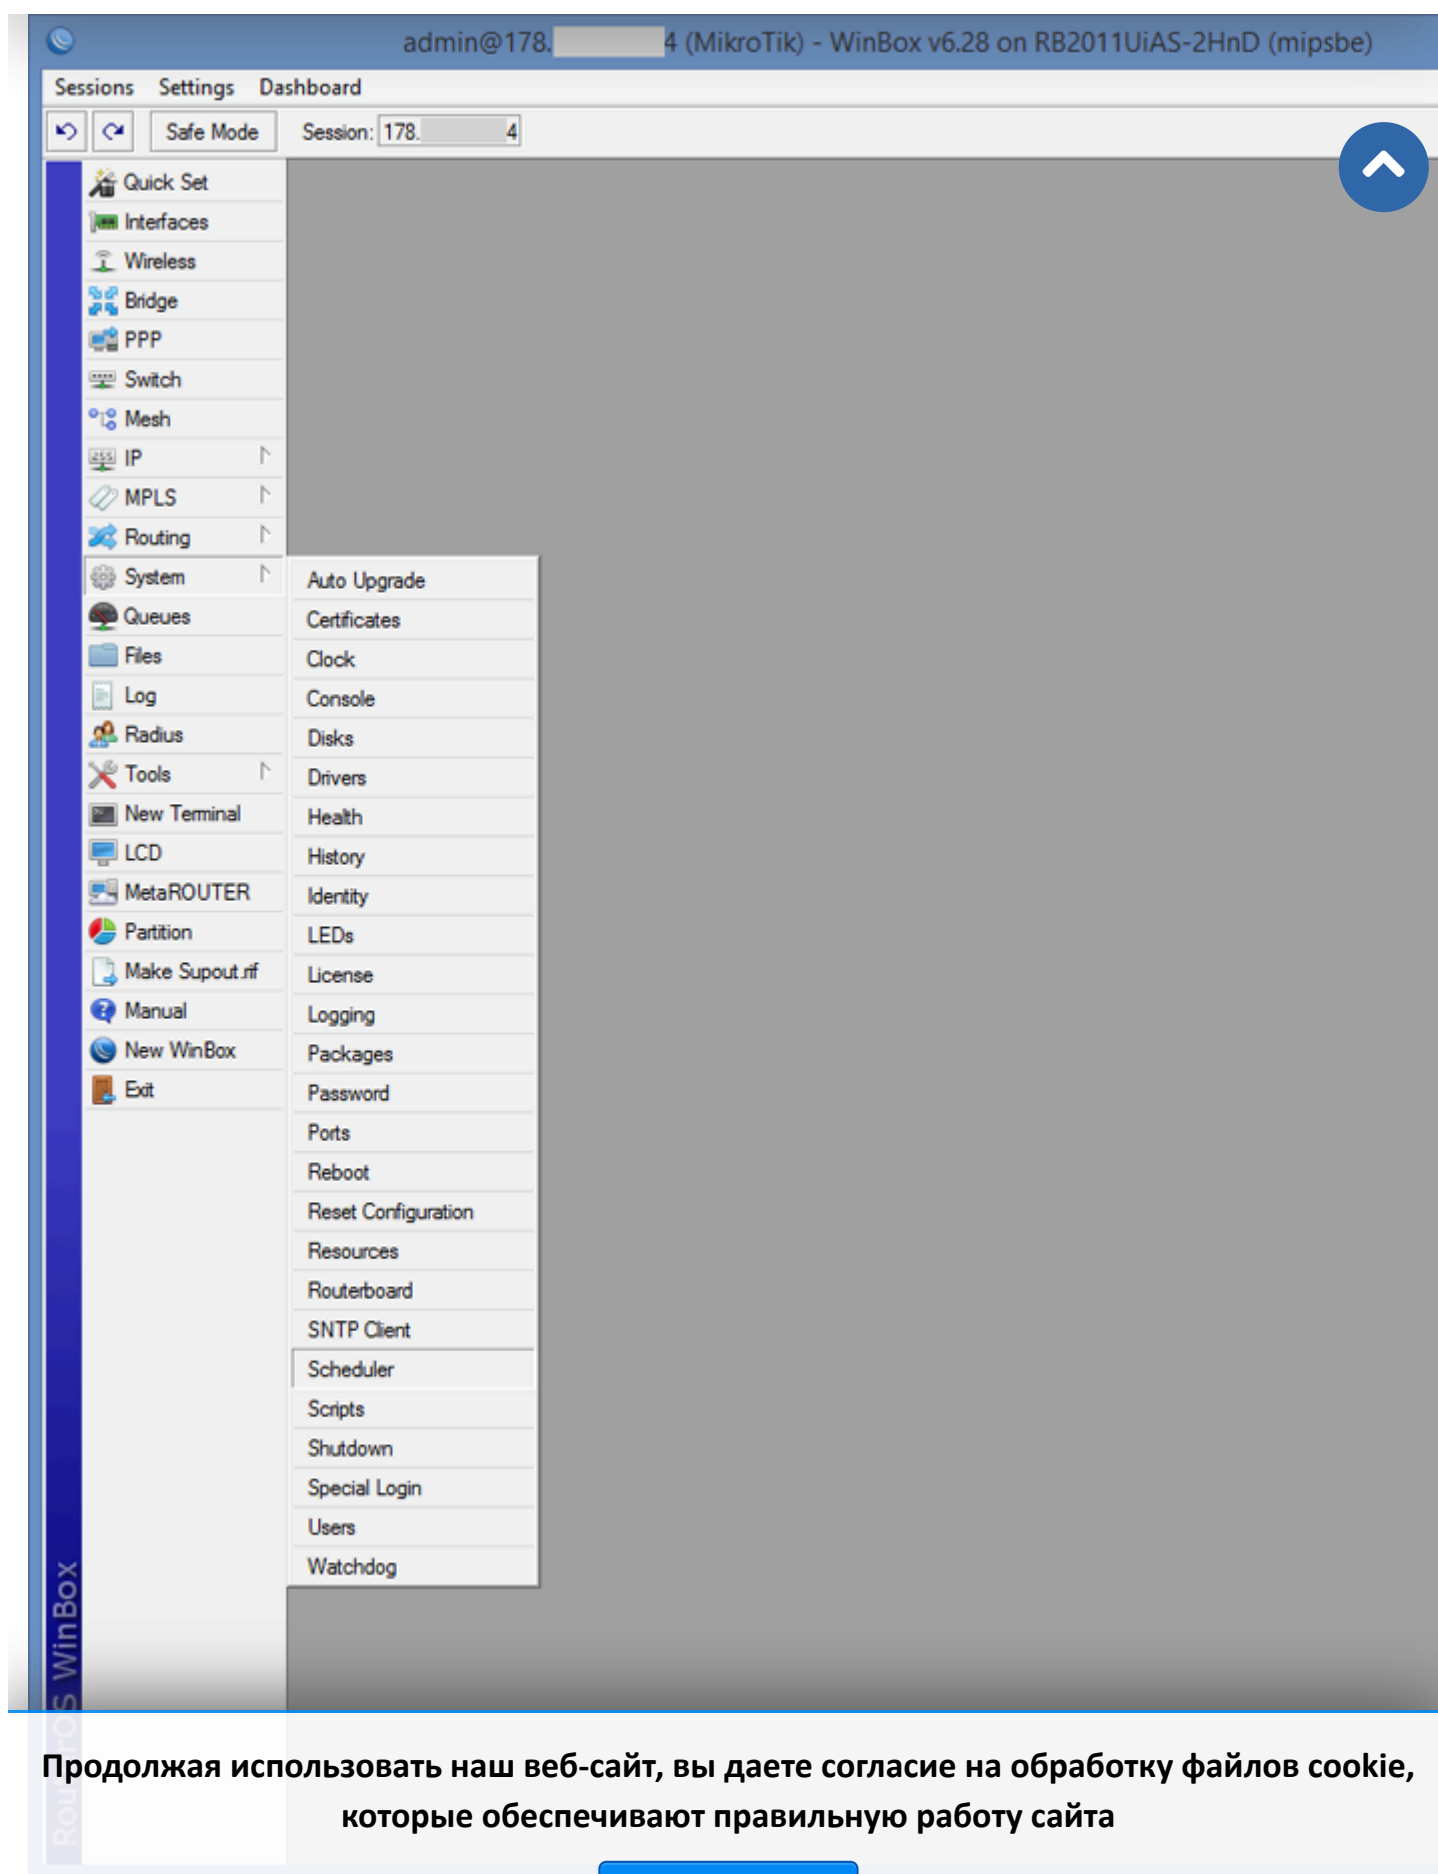 admin@178. 4 (MikroTik) - WinBox v6.28 on RB2011UiAS-2HnD (mipsbe)
Sessions Settings Dashboard
Safe Mode Session: 178. 4
Quick Set
Interfaces
Wireless
Bridge
PPP
Switch
Mesh
255 IP
MPLS
Routing
System
Queues
Files
Log
Radius
Tools
New Terminal
LCD
MetaROUTER
Partition
Make Supout.rif
Manual
New WinBox
Exit
Auto Upgrade
Certificates
Clock
Console
Disks
Drivers
Health
History
Identity
LEDs
License
Logging
Packages
Password
Ports
Reboot
Reset Configuration
Resources
Routerboard
SNTP Client
Scheduler
Scripts
Shutdown
Special Login
Users
Watchdog
RouterOS WinBox
Продолжая использовать наш веб-сайт, вы даете согласие на обработку файлов cookie,
которые обеспечивают правильную работу сайта